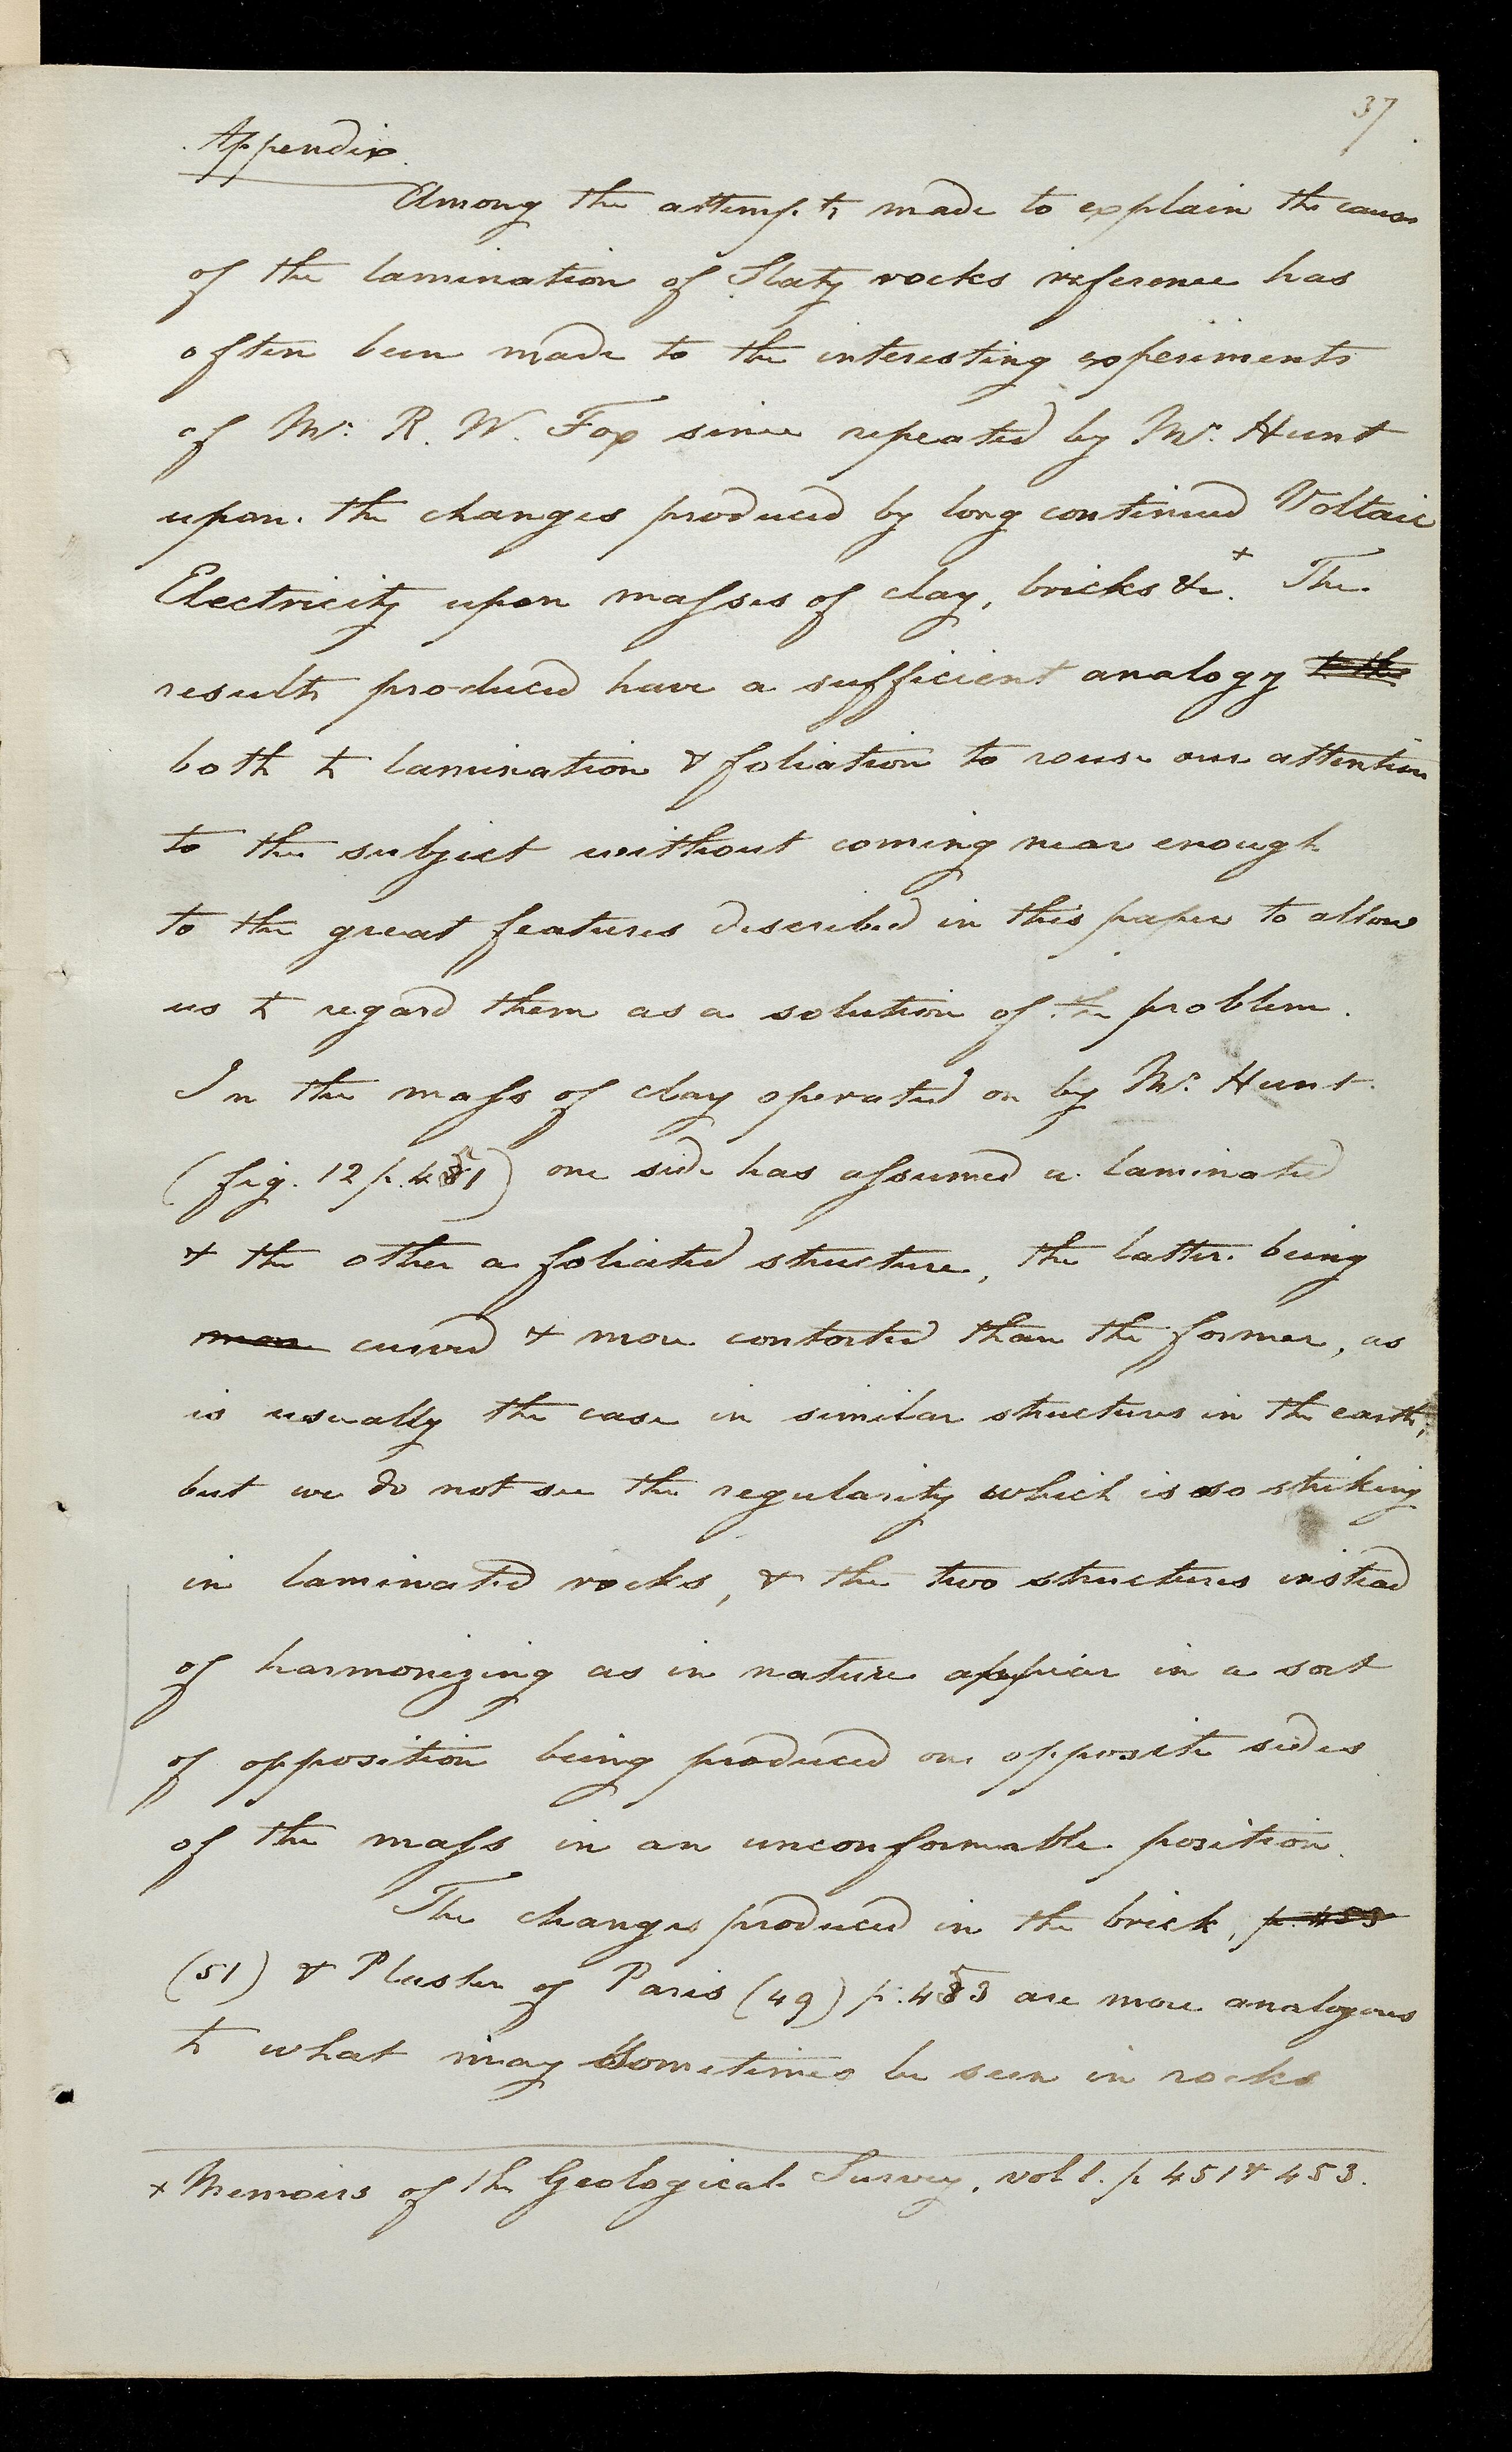 37
Appendix.
Among the attempts made to explain the cause
of the lamination of Slaty rocks reference has
often been made to the interesting experiments
of Mr. R. W. Fox since repeated by Mr. Hunt
upon the changes produced by long continued Voltaic
Electricity upon masses of clay, bricks &c.+ The
results produced have a sufficient analogy to the
both to lamination & foliation to rouse our attention
to the subject without coming near enough
to the great features described in this paper to allow
us to regard them as a solution of the problem.
In the mass of clay operated on by Mr. Hunt
(fig. 12 p. 451) one side has assumed a laminated
& the other a foliated structure, the latter being
more curved & more contorted than the former, as
is usually the case in similar structures in the earth,
but we do not see the regularity which is so striking
in laminated rocks, & the two structures instead
of harmonizing as in nature appear in a sort
of opposition being produced on opposite sides
of the mass in an unconformable position.
The changes produced in the brick, p. 453
(51) & Plaster of Paris (49) p. 453 are more analogous
to what may sometimes be seen in rocks
+ Memoirs of the Geological Survey, vol 1. p 451 & 453.